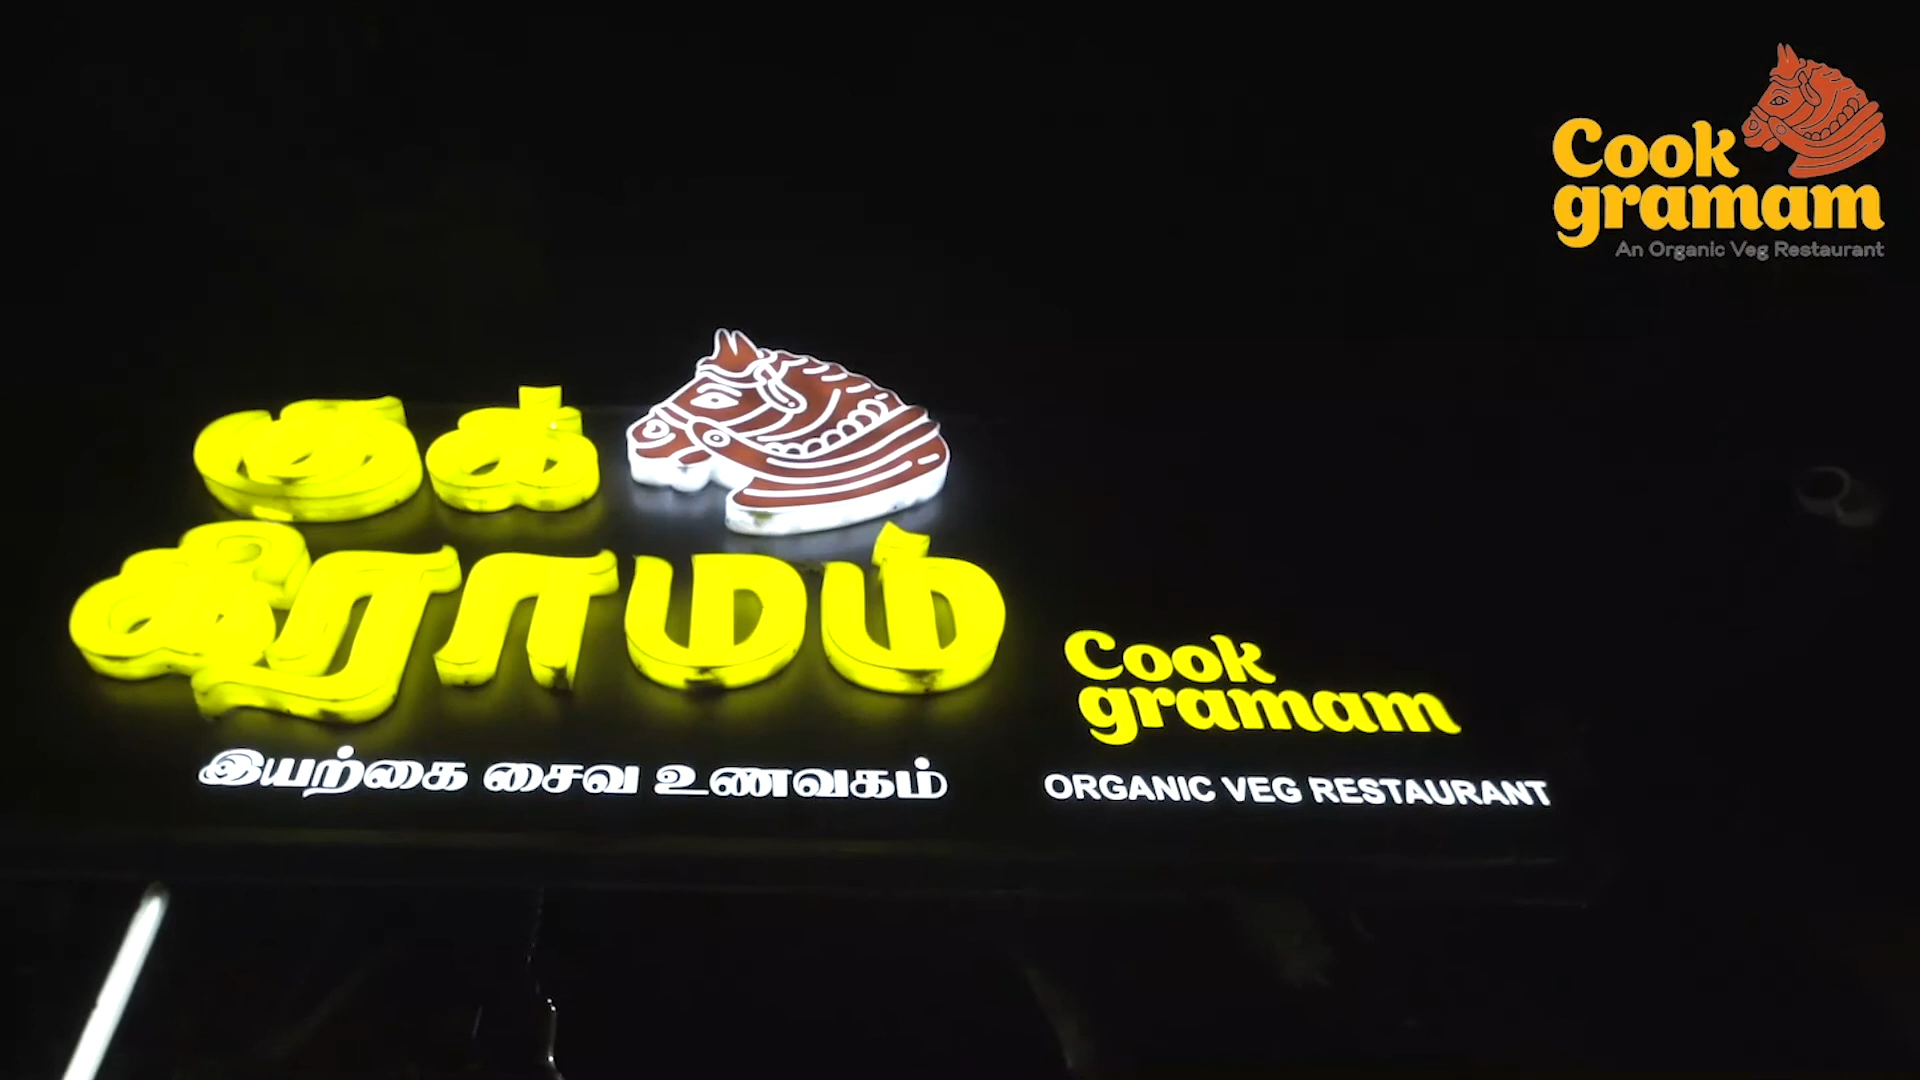 Cook
gramam
An Organic Veg Restaurant
குக்
கிராமம்
இயற்கை சைவ உணவகம்
Cook
gramam
ORGANIC VEG RESTAURANT